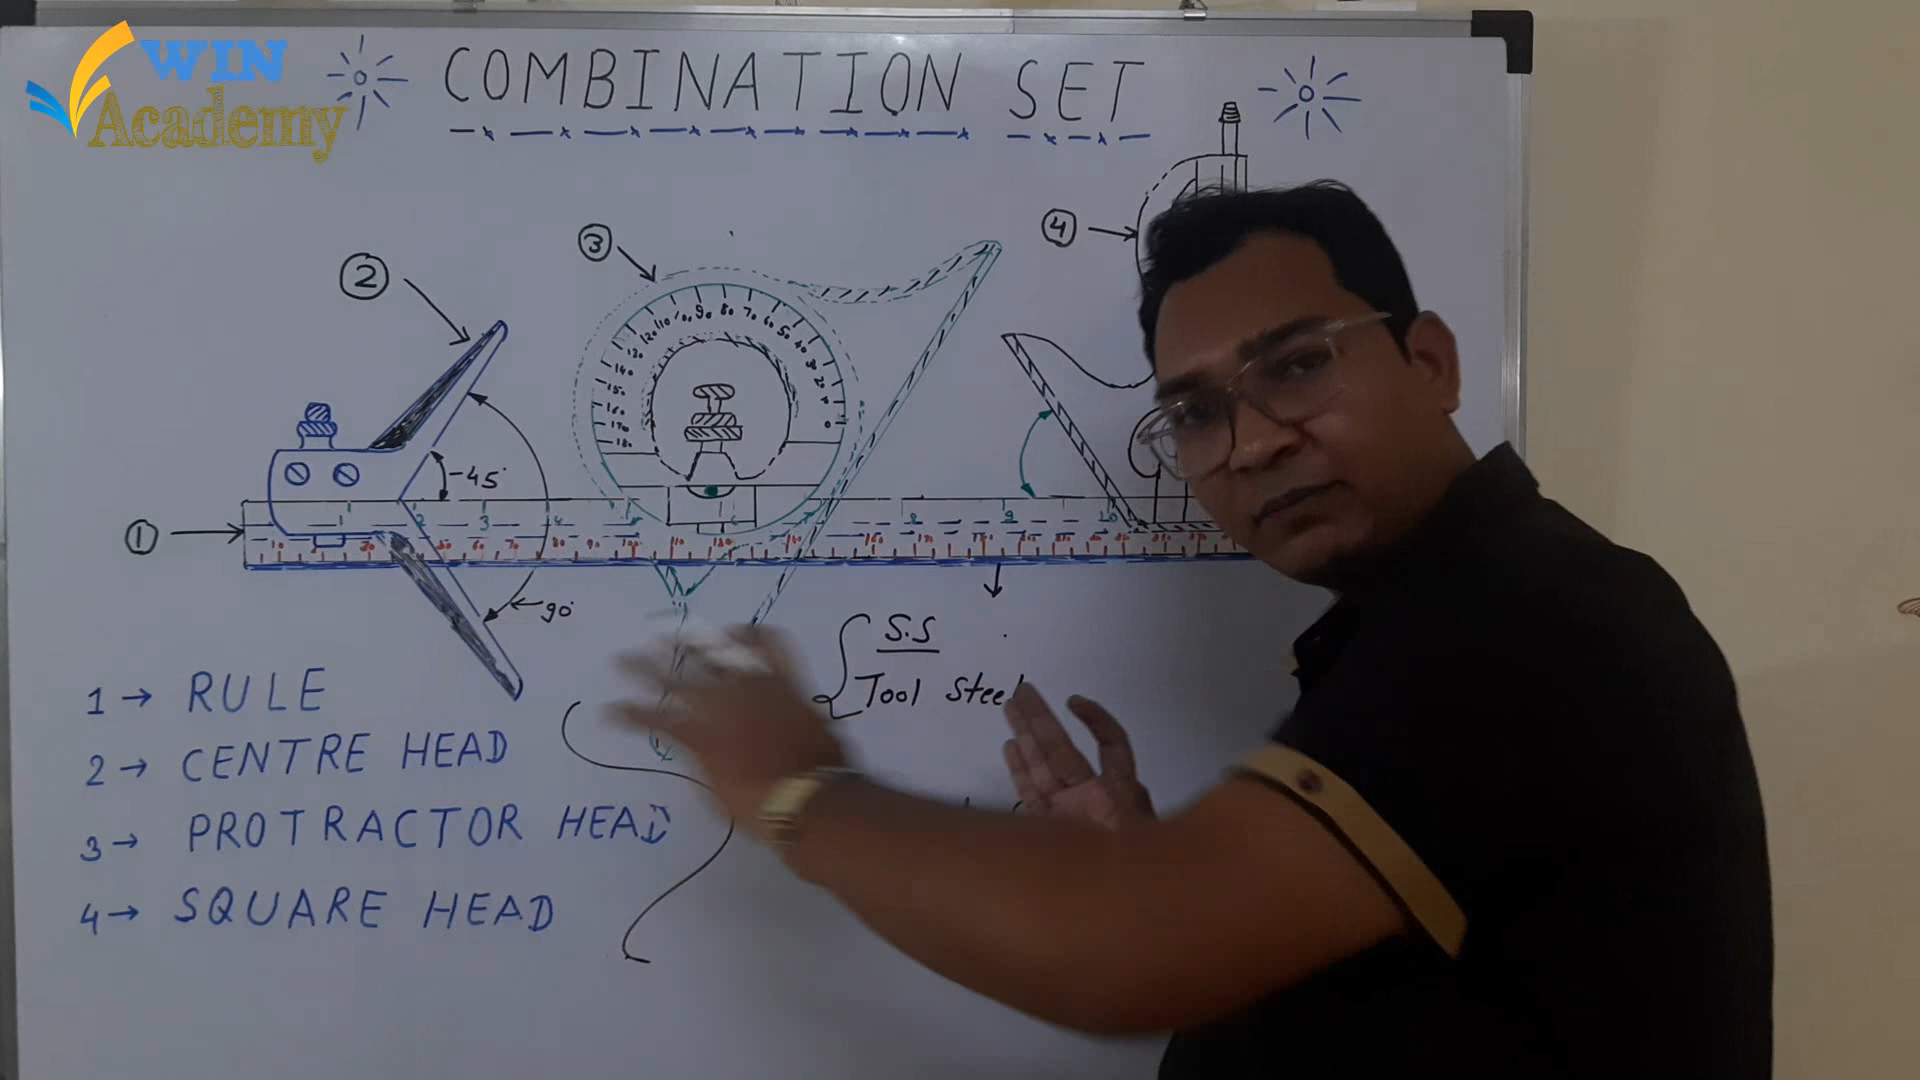 WIN
Academy
COMBINATION SET
4
3
2
45°
1
90°
S.S
Tool Steel
1 → RULE
2 → CENTRE HEAD
3 → PROTRACTOR HEAD
4 → SQUARE HEAD